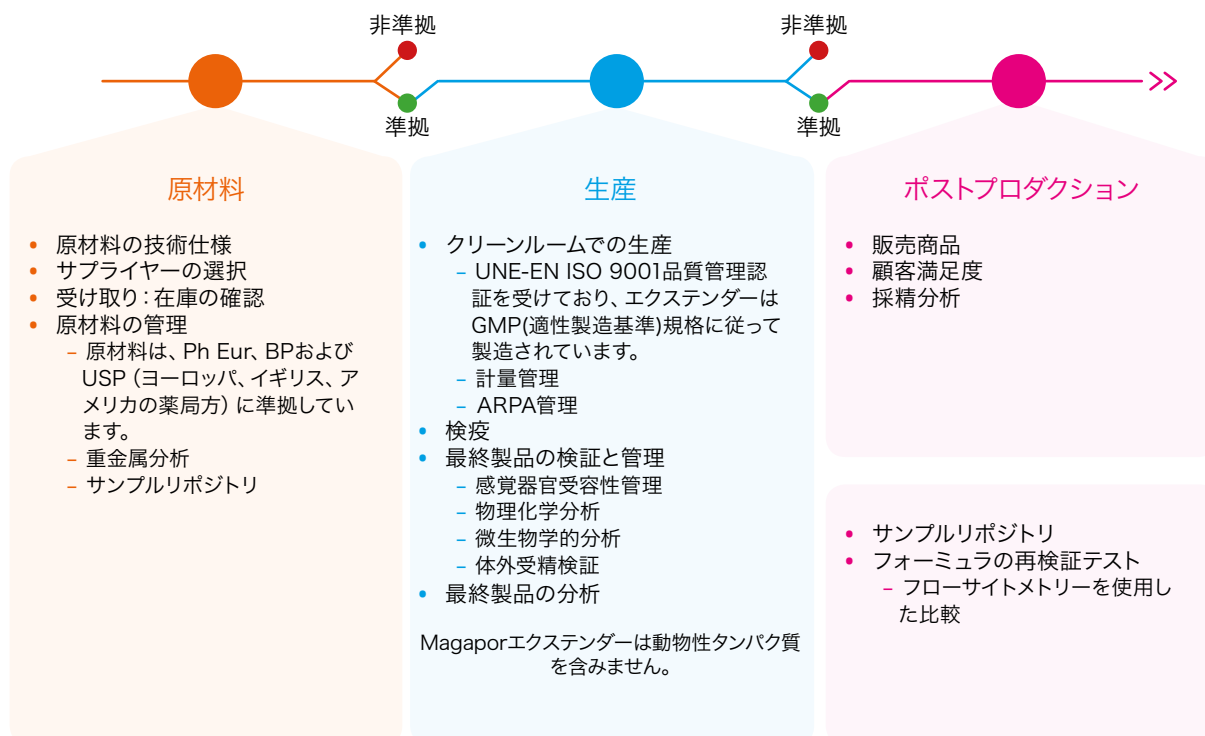 非準拠
非準拠
準拠
準拠
原材料
• 原材料の技術仕様
• サプライヤーの選択
• 受け取り：在庫の確認
• 原材料の管理
– 原材料は、Ph Eur、BPおよび
USP（ヨーロッパ、イギリス、ア
メリカの薬局方）に準拠してい
ます。
– 重金属分析
– サンプルリポジトリ
生産
• クリーンルームでの生産
– UNE-EN ISO 9001品質管理認
証を受けており、エクステンダーは
GMP(適性製造基準)規格に従って
製造されています。
– 計量管理
– ARPA管理
• 検疫
• 最終製品の検証と管理
– 感覚器官受容性管理
– 物理化学分析
– 微生物学的分析
– 体外受精検証
• 最終製品の分析
Magaporエクステンダーは動物性タンパク質
を含みません。
ポストプロダクション
• 販売商品
• 顧客満足度
• 採精分析
• サンプルリポジトリ
• フォーミュラの再検証テスト
– フローサイトメトリーを使用し
た比較